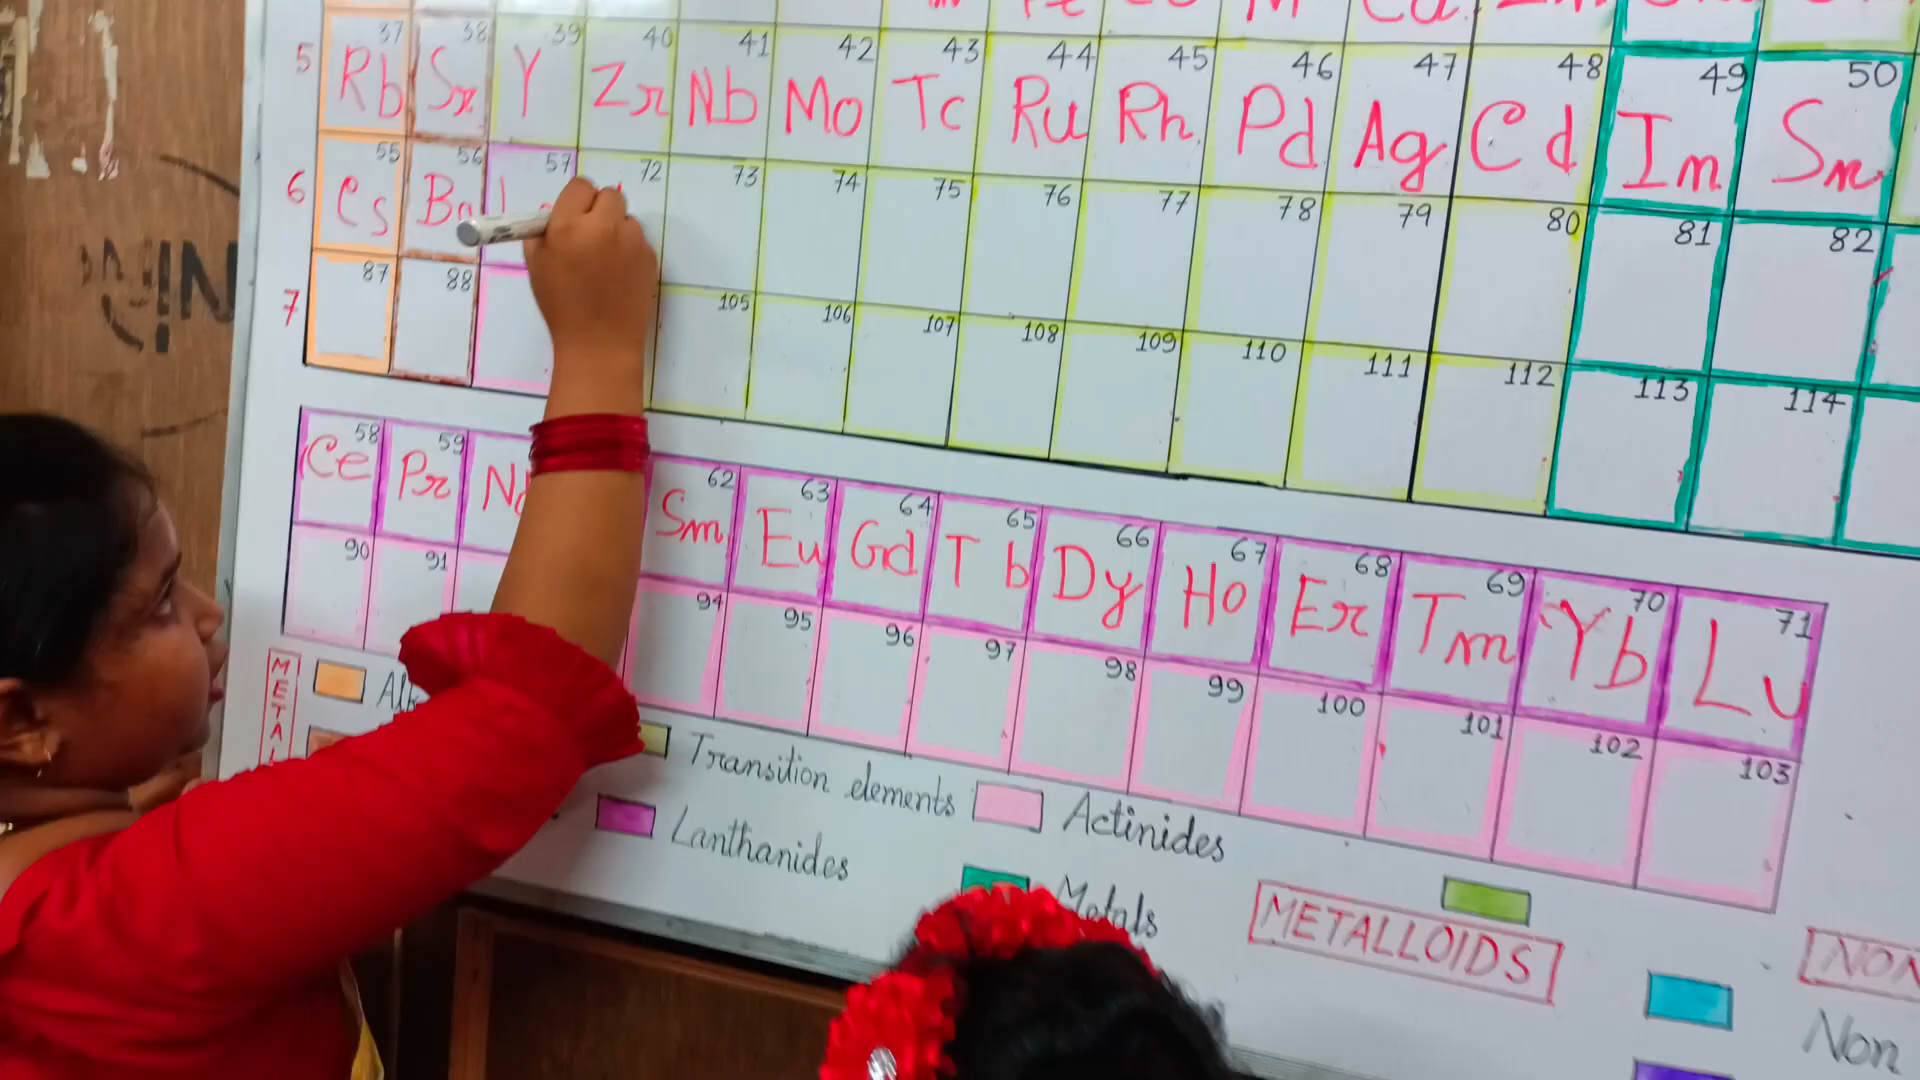 37 38 39 40 41 42 43 44 45 46 47 48 49 50
5 Rb Sr Y Zr Nb Mo Tc Ru Rh Pd Ag Cd In Sn
55 56 57 72 73 74 75 76 77 78 79 80 81 82
6 Cs Ba
87 88 105 106 107 108 109 110 111 112 113 114
7
58 59 62 63 64 65 66 67 68 69 70 71
Ce Pr Sm Eu Gd Tb Dy Ho Er Tm Yb Lu
90 91 94 95 96 97 98 99 100 101 102 103
Transition elements
Actinides
Lanthanides
Metals
METALLOIDS
Non